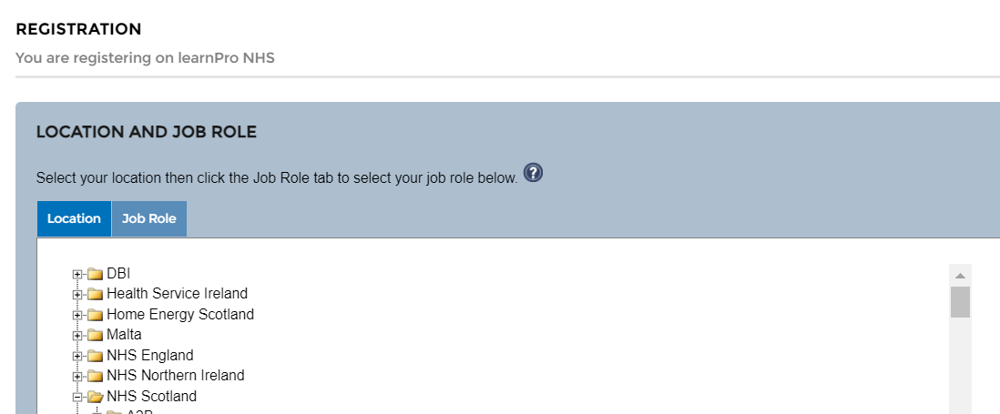 REGISTRATION
You are registering on learnPro NHS
LOCATION AND JOB ROLE
Select your location then click the Job Role tab to select your job role below. ?
Location Job Role
DBI
Health Service Ireland
Home Energy Scotland
Malta
NHS England
NHS Northern Ireland
NHS Scotland